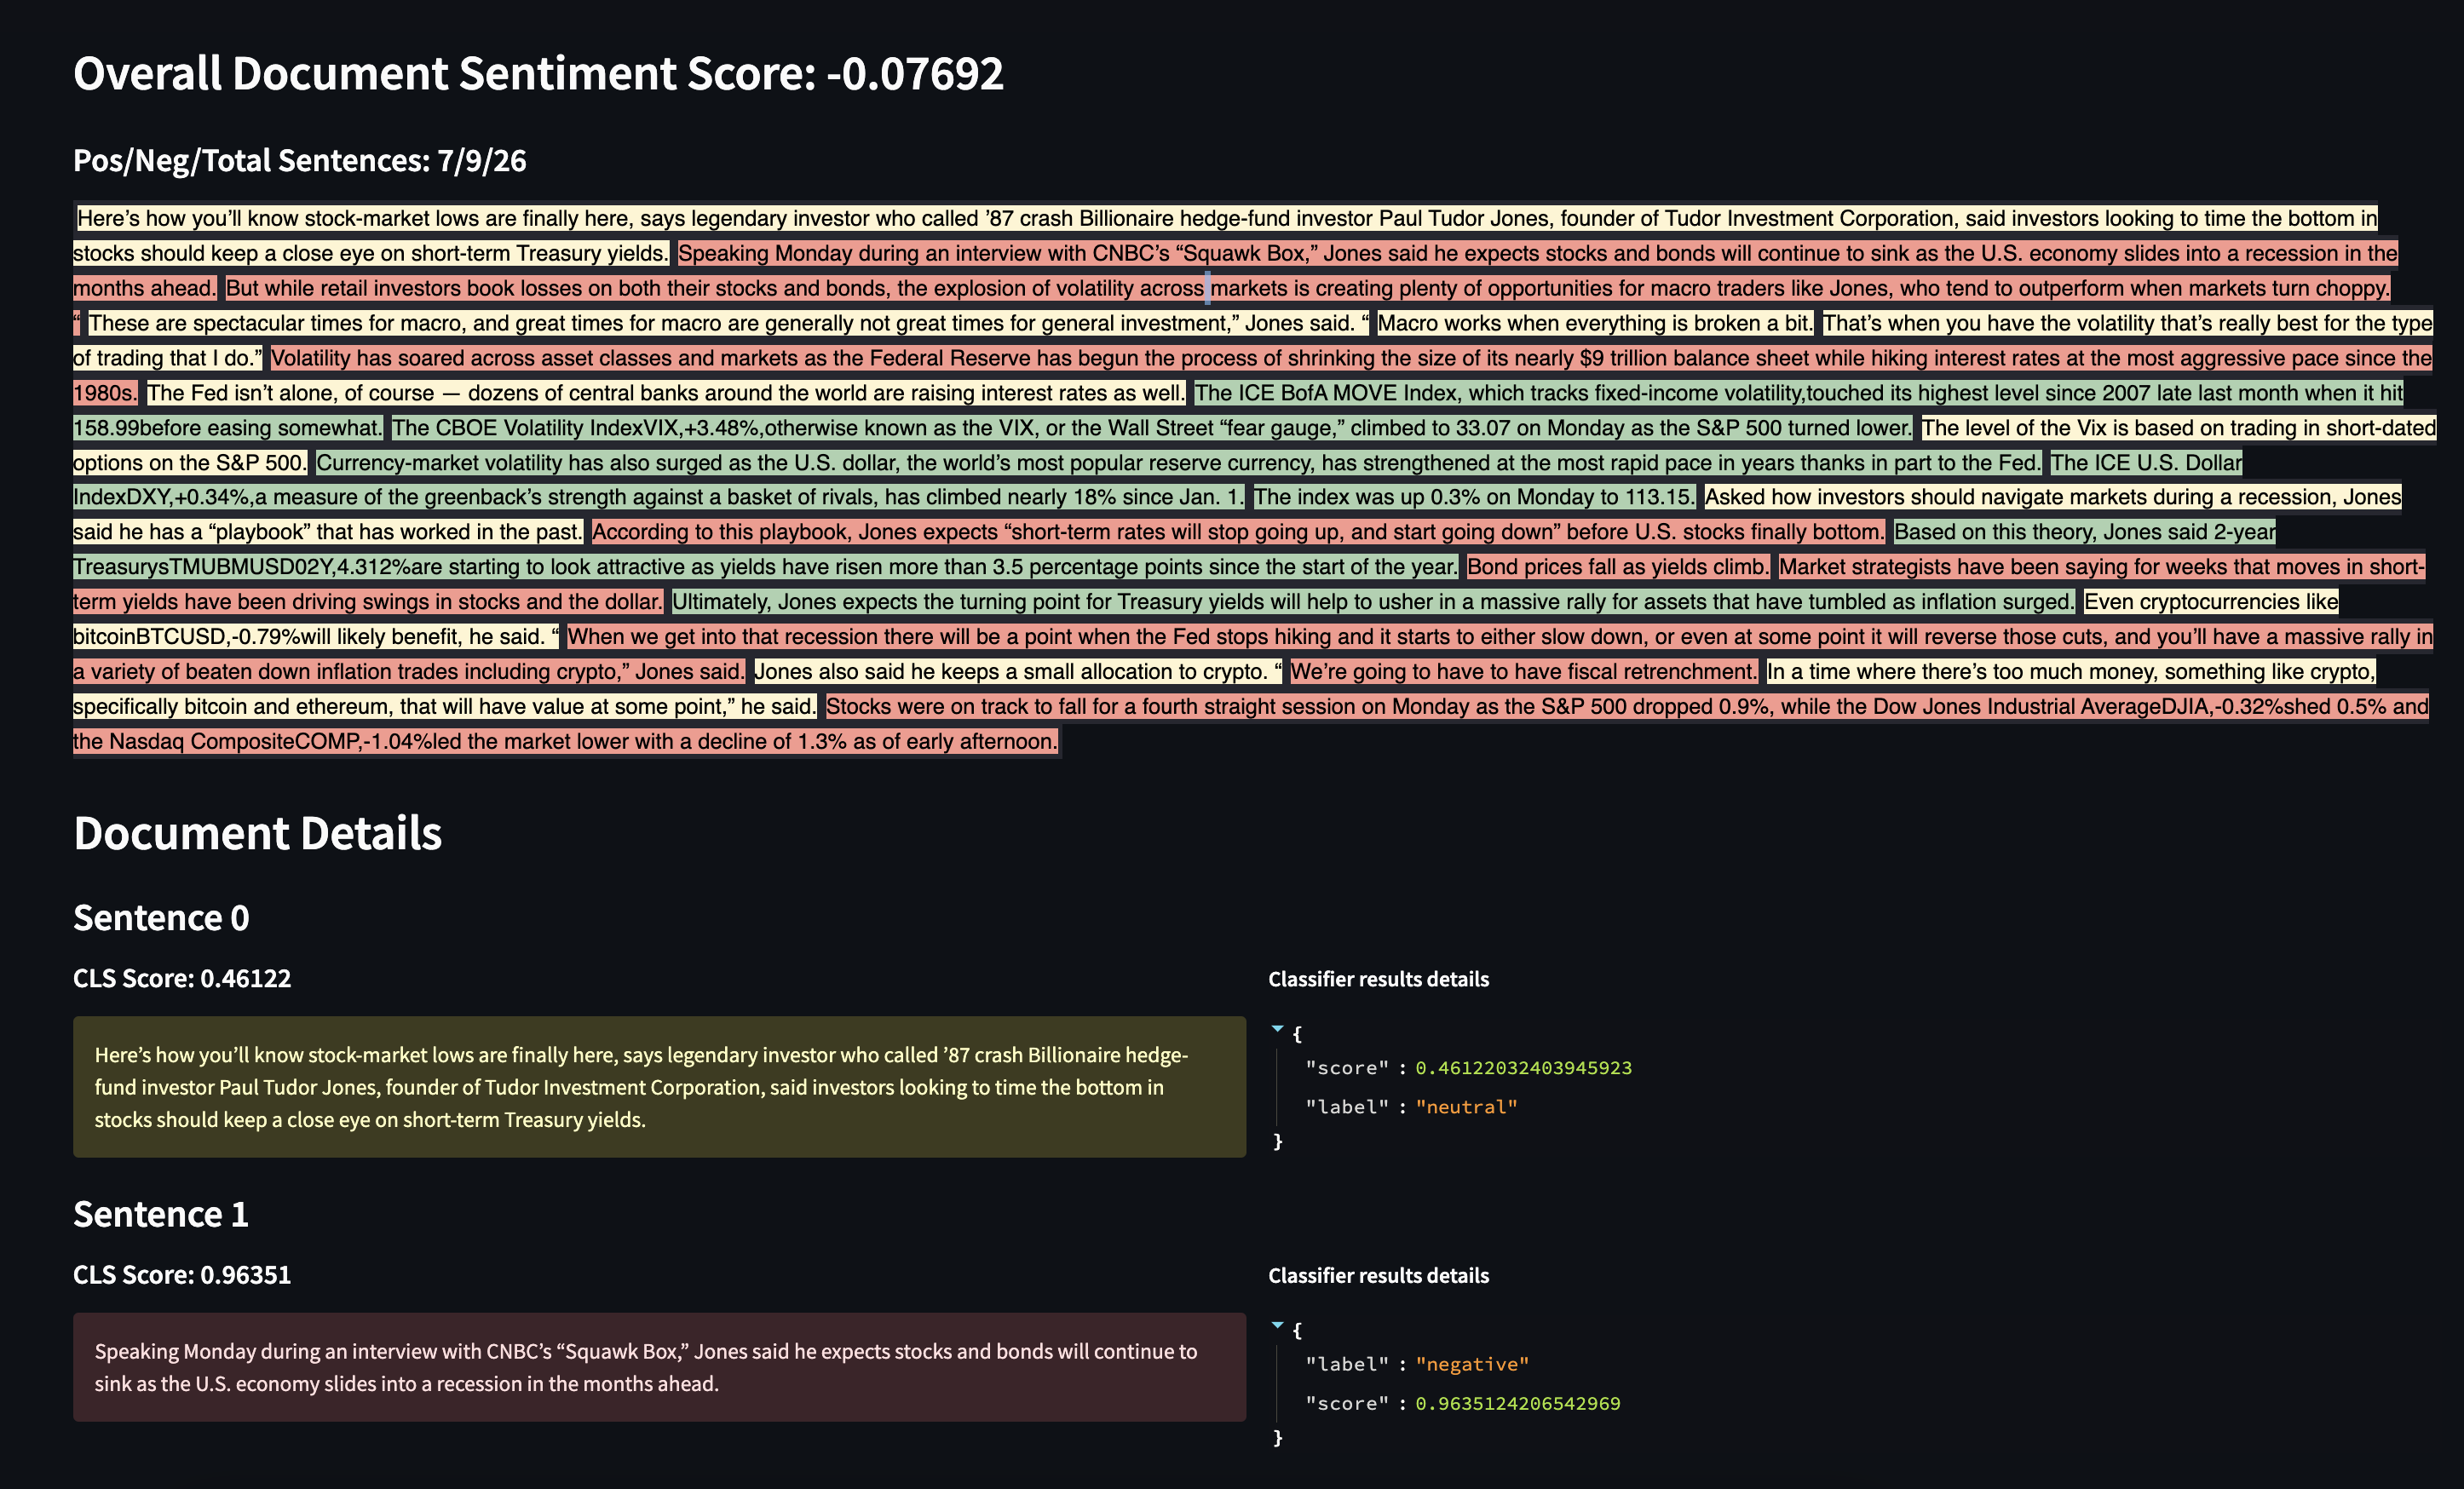 Overall Document Sentiment Score: -0.07692
Pos/Neg/Total Sentences: 7/9/26
Here’s how you’ll know stock-market lows are finally here, says legendary investor who called ’87 crash Billionaire hedge-fund investor Paul Tudor Jones, founder of Tudor Investment Corporation, said investors looking to time the bottom in
stocks should keep a close eye on short-term Treasury yields. Speaking Monday during an interview with CNBC’s “Squawk Box,” Jones said he expects stocks and bonds will continue to sink as the U.S. economy slides into a recession in the
months ahead. But while retail investors book losses on both their stocks and bonds, the explosion of volatility across markets is creating plenty of opportunities for macro traders like Jones, who tend to outperform when markets turn choppy.
“ These are spectacular times for macro, and great times for macro are generally not great times for general investment,” Jones said. “ Macro works when everything is broken a bit. That’s when you have the volatility that’s really best for the type
of trading that I do.” Volatility has soared across asset classes and markets as the Federal Reserve has begun the process of shrinking the size of its nearly $9 trillion balance sheet while hiking interest rates at the most aggressive pace since the
1980s. The Fed isn’t alone, of course — dozens of central banks around the world are raising interest rates as well. The ICE BofA MOVE Index, which tracks fixed-income volatility,touched its highest level since 2007 late last month when it hit
158.99before easing somewhat. The CBOE Volatility IndexVIX,+3.48%,otherwise known as the VIX, or the Wall Street “fear gauge,” climbed to 33.07 on Monday as the S&P 500 turned lower. The level of the Vix is based on trading in short-dated
options on the S&P 500. Currency-market volatility has also surged as the U.S. dollar, the world’s most popular reserve currency, has strengthened at the most rapid pace in years thanks in part to the Fed. The ICE U.S. Dollar
IndexDXY,+0.34%,a measure of the greenback’s strength against a basket of rivals, has climbed nearly 18% since Jan. 1. The index was up 0.3% on Monday to 113.15. Asked how investors should navigate markets during a recession, Jones
said he has a “playbook” that has worked in the past. According to this playbook, Jones expects “short-term rates will stop going up, and start going down” before U.S. stocks finally bottom. Based on this theory, Jones said 2-year
TreasurysTMUBMUSD02Y,4.312%are starting to look attractive as yields have risen more than 3.5 percentage points since the start of the year. Bond prices fall as yields climb. Market strategists have been saying for weeks that moves in short-
term yields have been driving swings in stocks and the dollar. Ultimately, Jones expects the turning point for Treasury yields will help to usher in a massive rally for assets that have tumbled as inflation surged. Even cryptocurrencies like
bitcoinBTCUSD,-0.79%will likely benefit, he said. “ When we get into that recession there will be a point when the Fed stops hiking and it starts to either slow down, or even at some point it will reverse those cuts, and you’ll have a massive rally in
a variety of beaten down inflation trades including crypto,” Jones said. Jones also said he keeps a small allocation to crypto. “ We’re going to have to have fiscal retrenchment. In a time where there’s too much money, something like crypto,
specifically bitcoin and ethereum, that will have value at some point,” he said. Stocks were on track to fall for a fourth straight session on Monday as the S&P 500 dropped 0.9%, while the Dow Jones Industrial AverageDJIA,-0.32%shed 0.5% and
the Nasdaq CompositeCOMP,-1.04%led the market lower with a decline of 1.3% as of early afternoon.
Document Details
Sentence 0
CLS Score: 0.46122
Here’s how you’ll know stock-market lows are finally here, says legendary investor who called ’87 crash Billionaire hedge-
fund investor Paul Tudor Jones, founder of Tudor Investment Corporation, said investors looking to time the bottom in
stocks should keep a close eye on short-term Treasury yields.
Classifier results details
{
"score" : 0.46122032403945923
"label" : "neutral"
}
Sentence 1
CLS Score: 0.96351
Speaking Monday during an interview with CNBC’s “Squawk Box,” Jones said he expects stocks and bonds will continue to
sink as the U.S. economy slides into a recession in the months ahead.
Classifier results details
{
"label" : "negative"
"score" : 0.9635124206542969
}